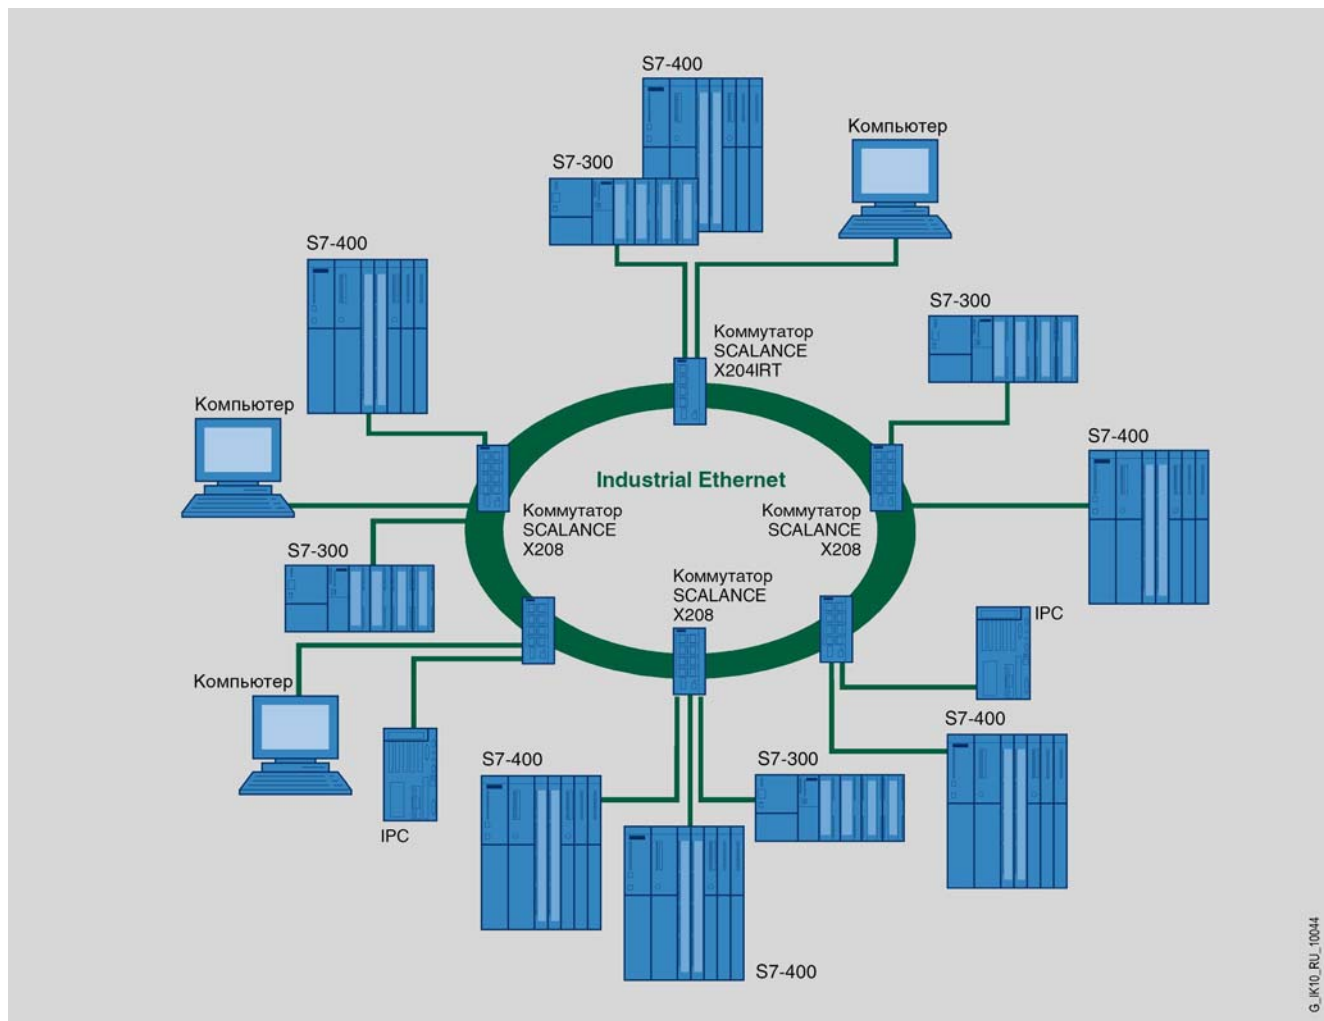 S7-400
Компьютер
S7-300
S7-400
S7-300
Коммутатор
SCALANCE
X204IRT
Компьютер
S7-400
Industrial Ethernet
Коммутатор
SCALANCE
X208
Коммутатор
SCALANCE
X208
S7-300
Коммутатор
SCALANCE
X208
IPC
Компьютер
S7-400
S7-400
S7-300
IPC
S7-400
G_IK10_RU_10044